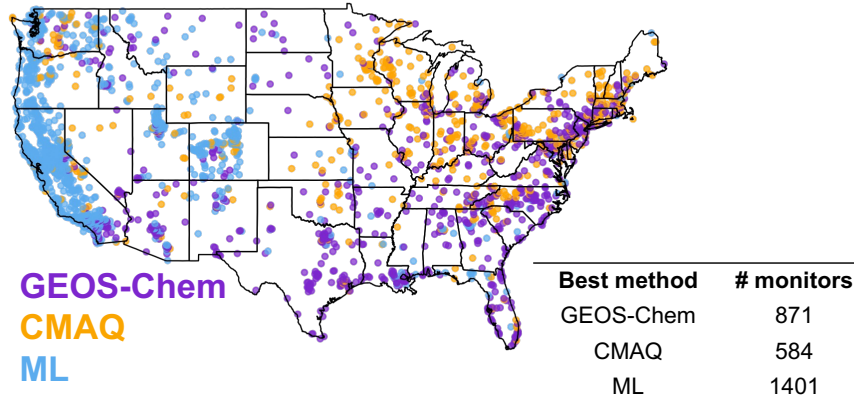 GEOS-Chem
CMAQ
ML
Best method # monitors
GEOS-Chem 871
CMAQ 584
ML 1401